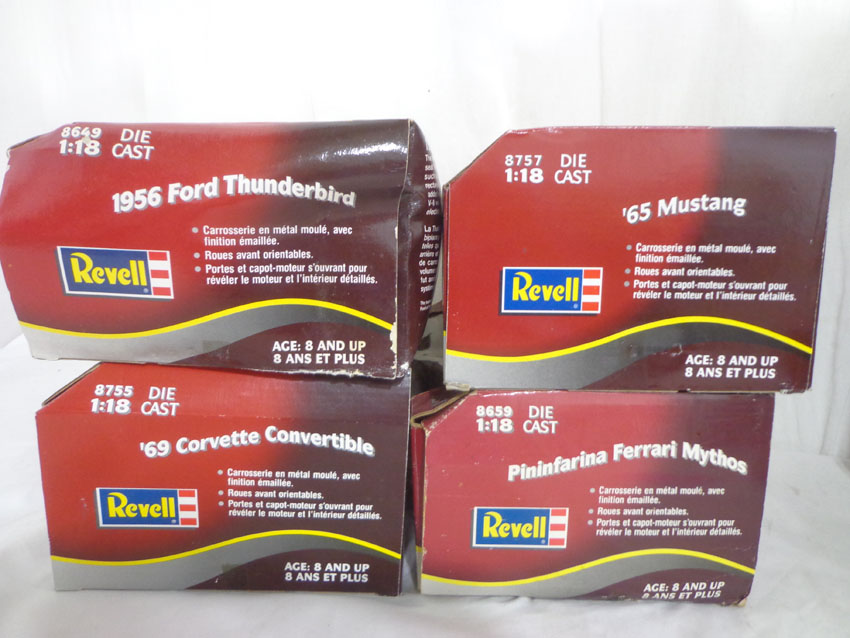 8649 DIE
1:18 CAST
1956 Ford Thunderbird
• Carrosserie en métal moulé, avec
finition émaillée.
• Roues avant orientables.
• Portes et capot-moteur s'ouvrant pour
révéler le moteur et l'intérieur détaillés.
Revell
AGE: 8 AND UP
8 ANS ET PLUS
8757 DIE
1:18 CAST
'65 Mustang
• Carrosserie en métal moulé, avec
finition émaillée.
• Roues avant orientables.
• Portes et capot-moteur s'ouvrant pour
révéler le moteur et l'intérieur détaillés.
Revell
AGE: 8 AND UP
8 ANS ET PLUS
8755 DIE
1:18 CAST
'69 Corvette Convertible
• Carrosserie en métal moulé, avec
finition émaillée.
• Roues avant orientables.
• Portes et capot-moteur s'ouvrant pour
révéler le moteur et l'intérieur détaillés.
Revell
AGE: 8 AND UP
8 ANS ET PLUS
8659 DIE
1:18 CAST
Pininfarina Ferrari Mythos
• Carrosserie en métal moulé, avec
finition émaillée.
• Roues avant orientables.
• Portes et capot-moteur s'ouvrant pour
révéler le moteur et l'intérieur détaillés.
Revell
AGE: 8 AND UP
8 ANS ET PLUS